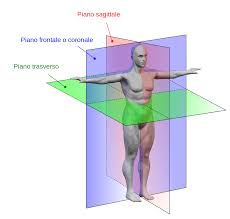 Piano sagittale
Piano frontale o coronale
Piano trasverso